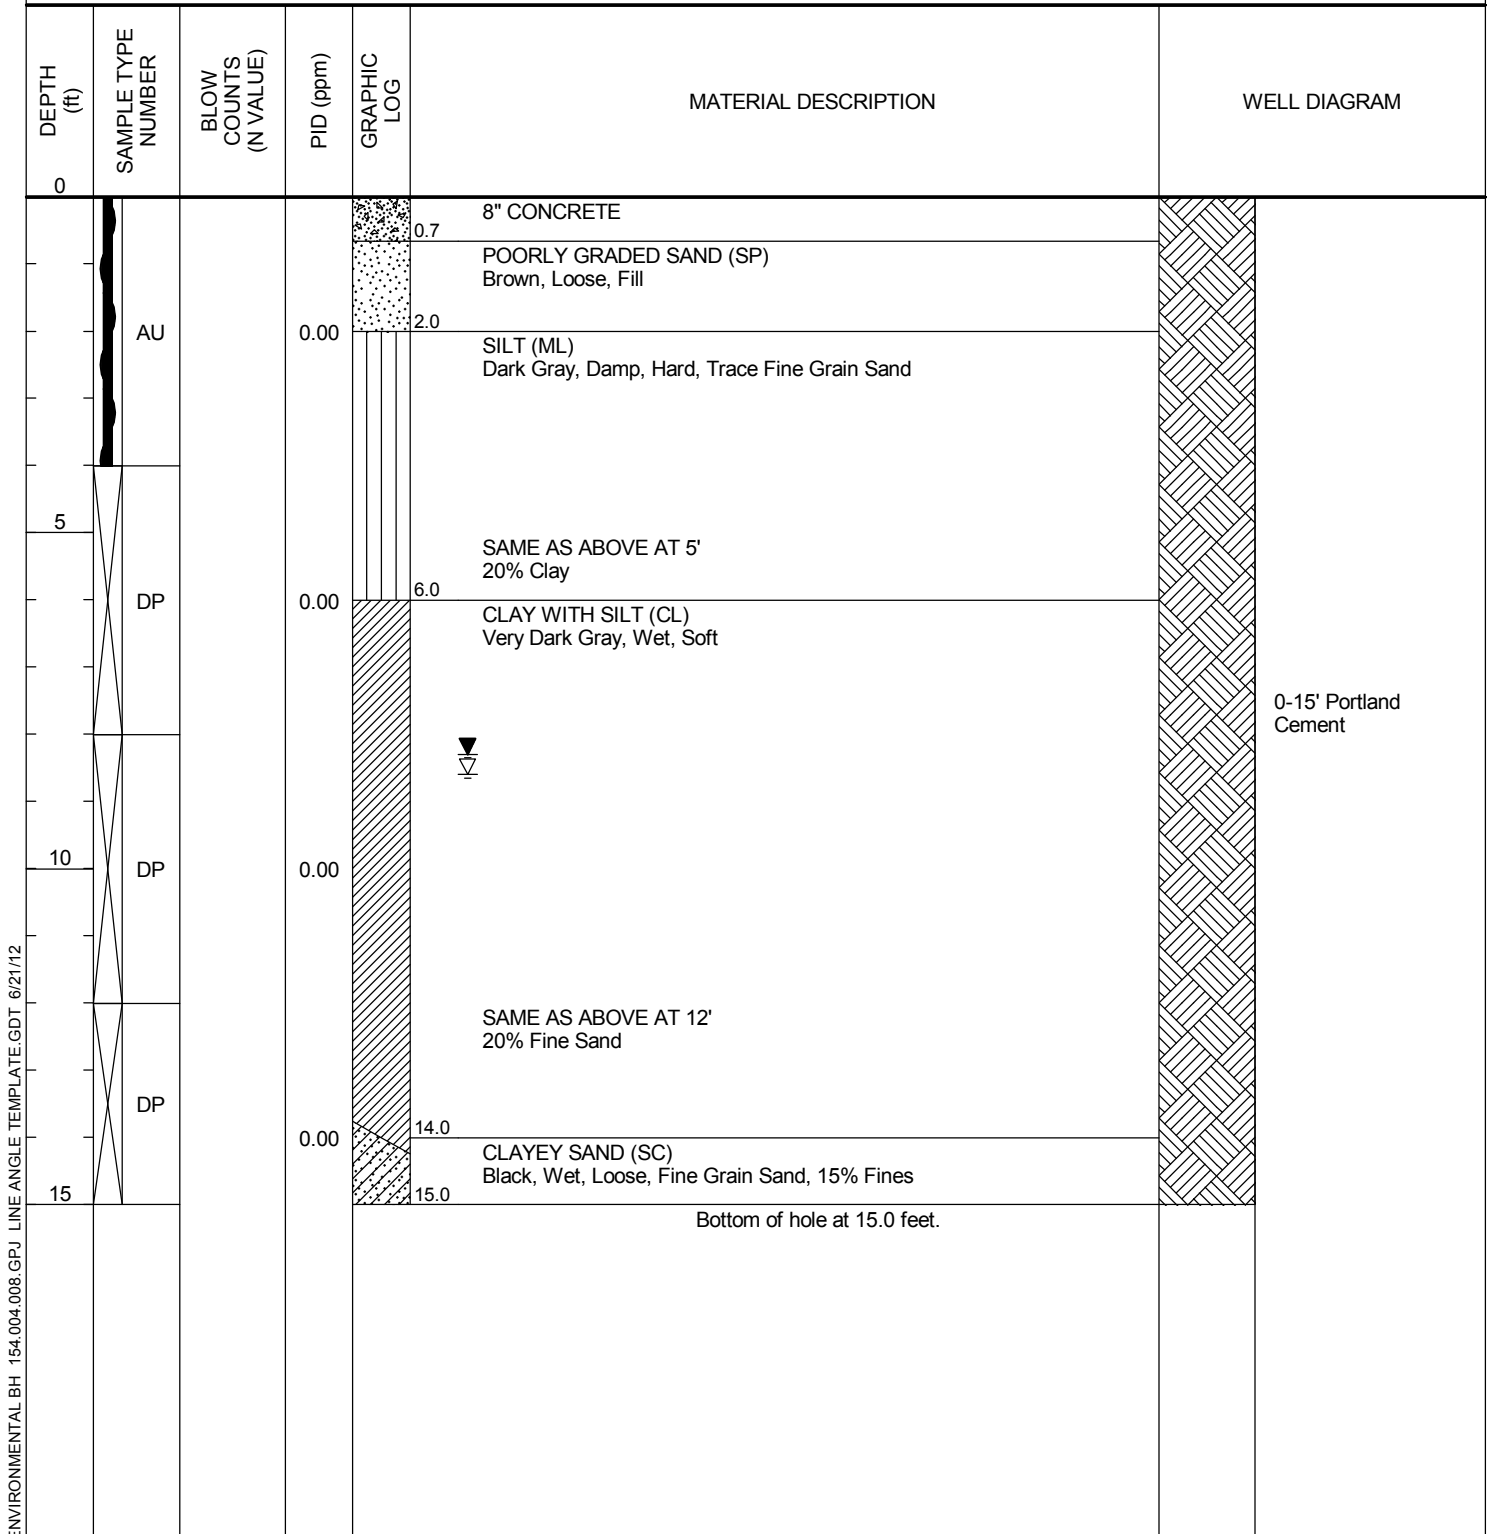 DEPTH
(ft)
SAMPLE TYPE
NUMBER
BLOW
COUNTS
(N VALUE)
PID (ppm)
GRAPHIC
LOG
MATERIAL DESCRIPTION
WELL DIAGRAM
0
8" CONCRETE
0.7
POORLY GRADED SAND (SP)
Brown, Loose, Fill
2.0
AU
0.00
SILT (ML)
Dark Gray, Damp, Hard, Trace Fine Grain Sand
5
SAME AS ABOVE AT 5'
20% Clay
6.0
DP
0.00
CLAY WITH SILT (CL)
Very Dark Gray, Wet, Soft
0-15' Portland
Cement
10
DP
0.00
SAME AS ABOVE AT 12'
20% Fine Sand
DP
14.0
0.00
CLAYEY SAND (SC)
Black, Wet, Loose, Fine Grain Sand, 15% Fines
15
15.0
Bottom of hole at 15.0 feet.
ENVIRONMENTAL BH 154.004.008.GPJ LINE ANGLE TEMPLATE.GDT 6/21/12